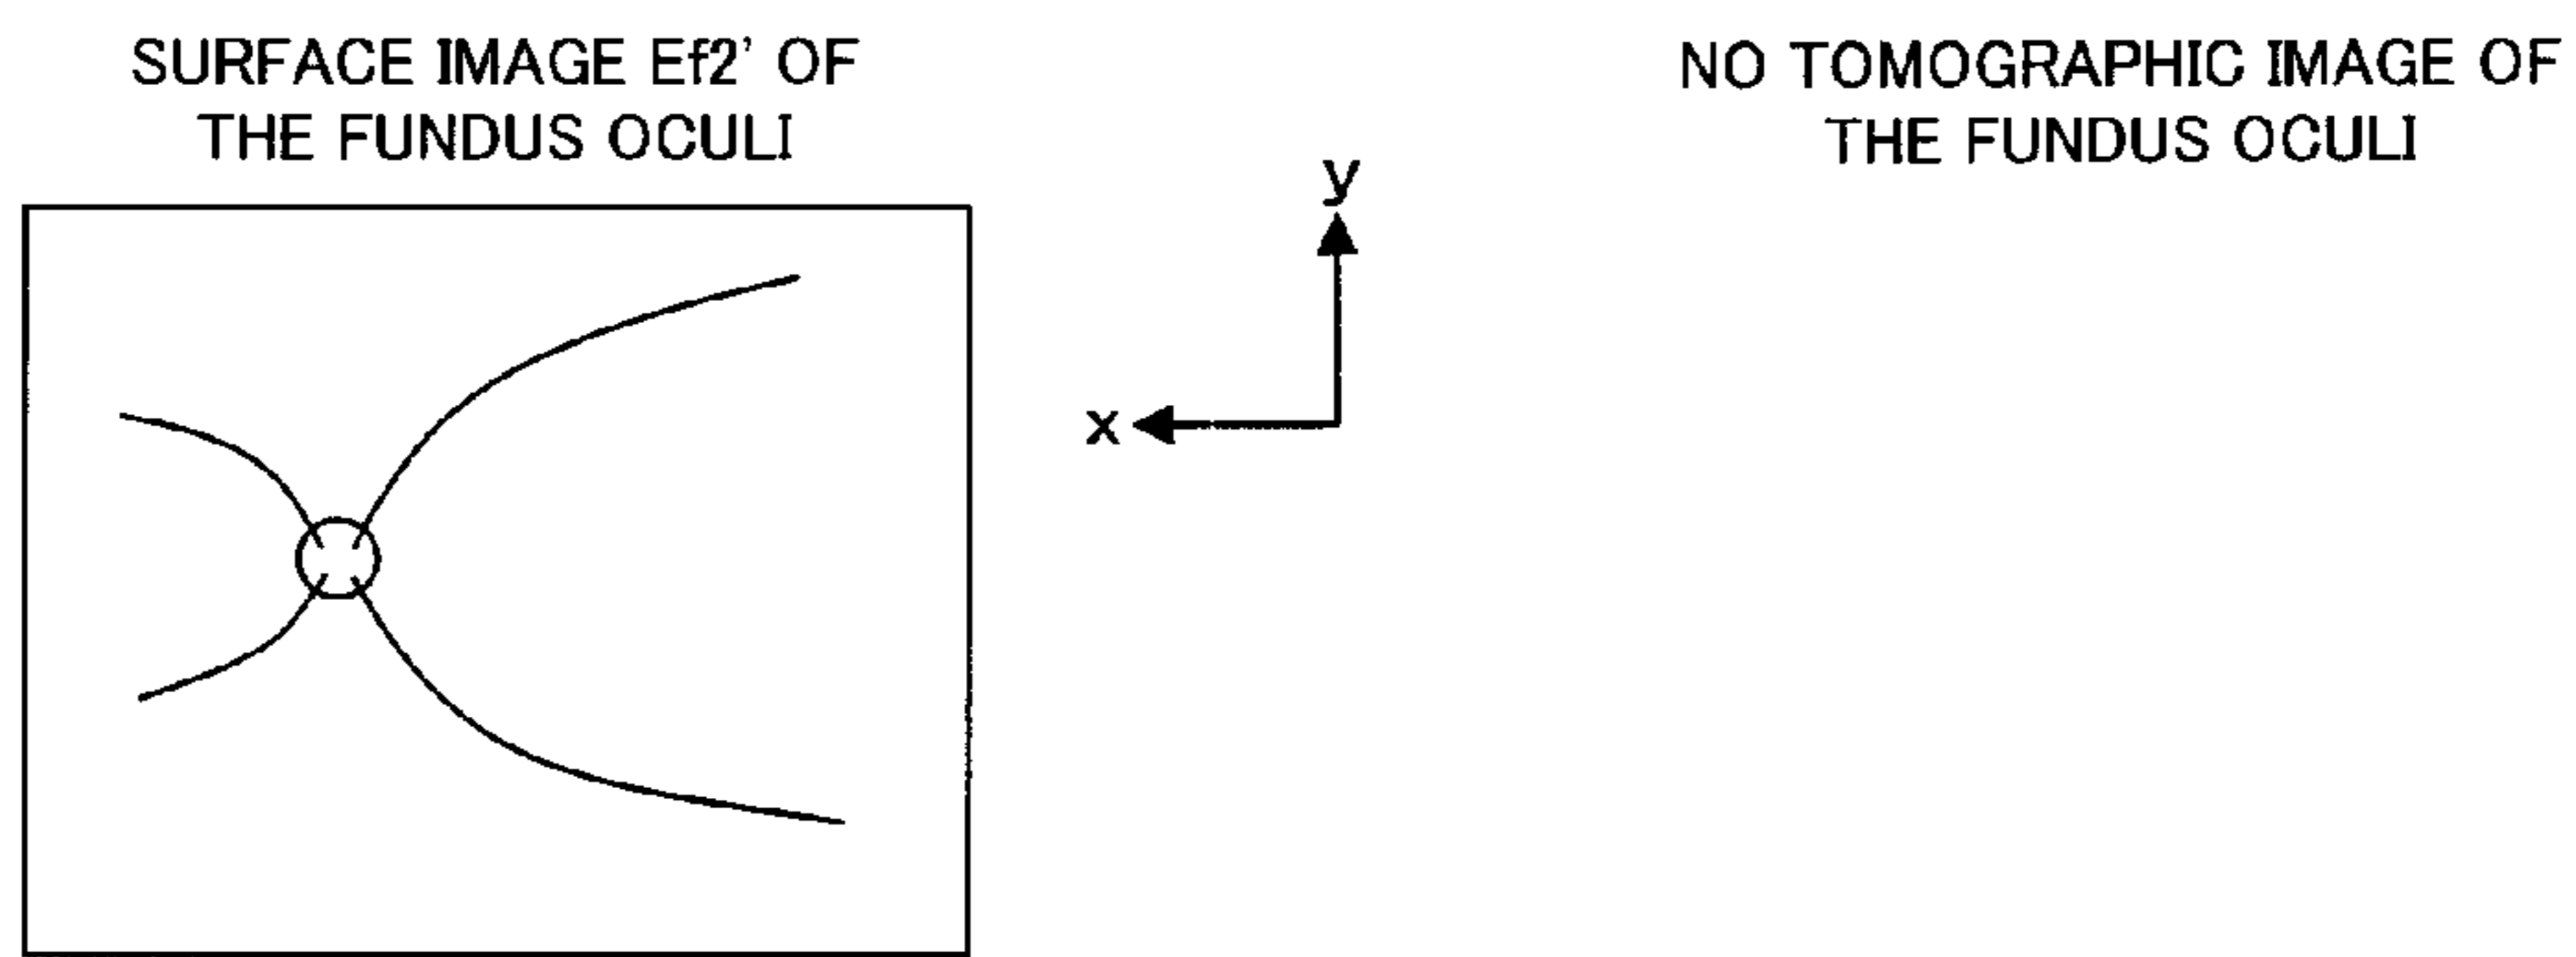 SURFACE IMAGE Ef2' OF
THE FUNDUS OCULI
NO TOMOGRAPHIC IMAGE OF
THE FUNDUS OCULI
y
x